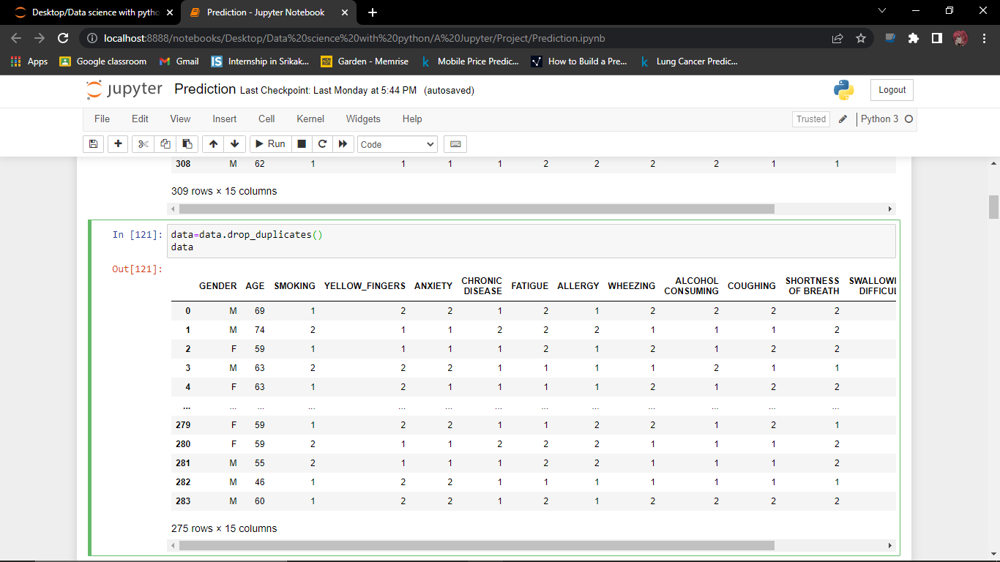 Desktop/Data science with pytho
Prediction - Jupyter Notebook
localhost:8888/notebooks/Desktop/Data%20science%20with%20python/A%20Jupyter/Project/Prediction.ipynb
Apps Google classroom Gmail IS Internship in Srikak... MEM RISE Garden - Memrise k Mobile Price Predic... How to Build a Pre... k Lung Cancer Predic...
jupyter Prediction Last Checkpoint: Last Monday at 5:44 PM (autosaved) Logout
File Edit View Insert Cell Kernel Widgets Help Trusted Python 3
Run Code
308 M 62 1 1 1 1 2 2 2 2 1 1
309 rows × 15 columns
In [121]: data=data.drop_duplicates()
data
Out[121]:
GENDER AGE SMOKING YELLOW_FINGERS ANXIETY CHRONIC DISEASE FATIGUE ALLERGY WHEEZING ALCOHOL CONSUMING COUGHING SHORTNESS OF BREATH SWALLOWI DIFFICUL
0 M 69 1 2 2 1 2 1 2 2 2 2
1 M 74 2 1 1 2 2 2 1 1 1 2
2 F 59 1 1 1 1 2 1 2 1 2 2
3 M 63 2 2 2 1 1 1 1 2 1 1
4 F 63 1 2 1 1 1 1 2 1 2 2
... ... ... ... ... ... ... ... ... ... ... ... ...
279 F 59 1 2 2 1 1 2 2 1 2 1
280 F 59 2 1 1 2 2 2 1 1 1 2
281 M 55 2 1 1 1 2 2 1 1 1 2
282 M 46 1 2 2 1 1 1 1 1 1 1
283 M 60 1 2 2 1 2 1 2 2 2 2
275 rows × 15 columns